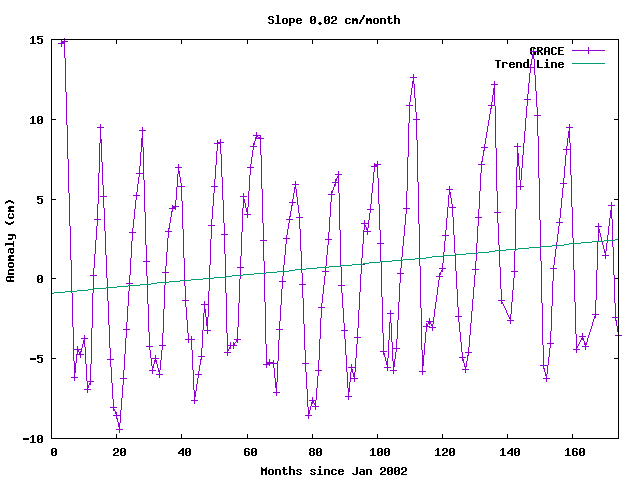 Slope 0.02 cm/month
GRACE
Trend Line
15
10
5
0
-5
-10
Anomaly (cm)
0 20 40 60 80 100 120 140 160
Months since Jan 2002